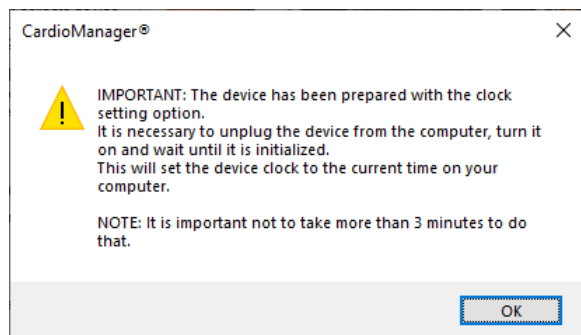 CardioManager®
IMPORTANT: The device has been prepared with the clock
setting option.
It is necessary to unplug the device from the computer, turn it
on and wait until it is initialized.
This will set the device clock to the current time on your
computer.
NOTE: It is important not to take more than 3 minutes to do
that.
OK